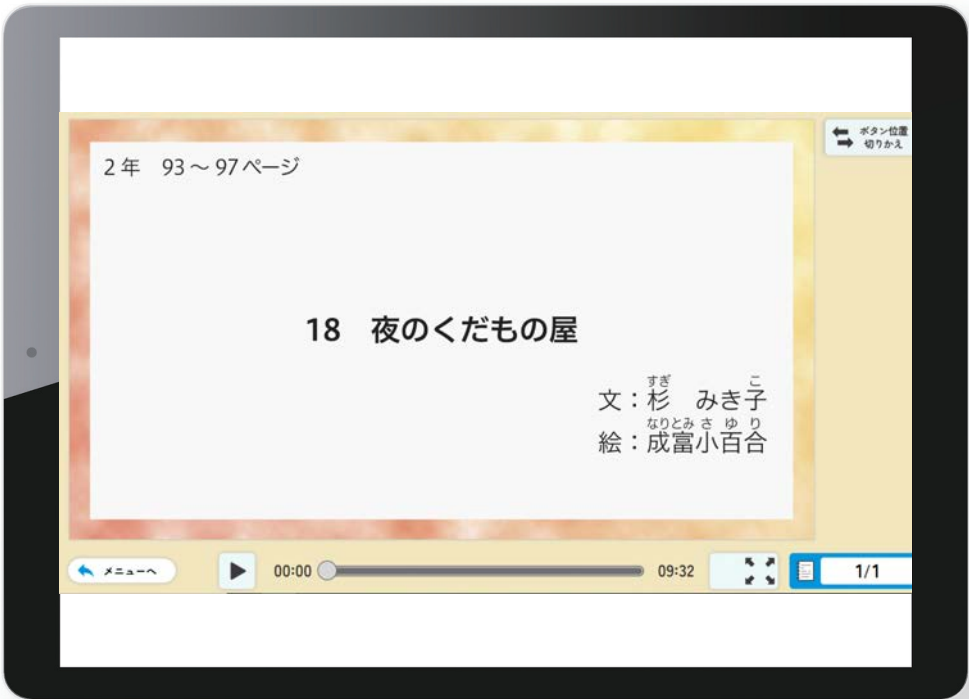 2年 93～97ページ
ボタン位置
切りかえ
18 夜のくだもの屋
すぎ こ
文：杉 みき子
なりとみ さ ゆ り
絵：成富小百合
メニューへ
00:00
09:32
1/1